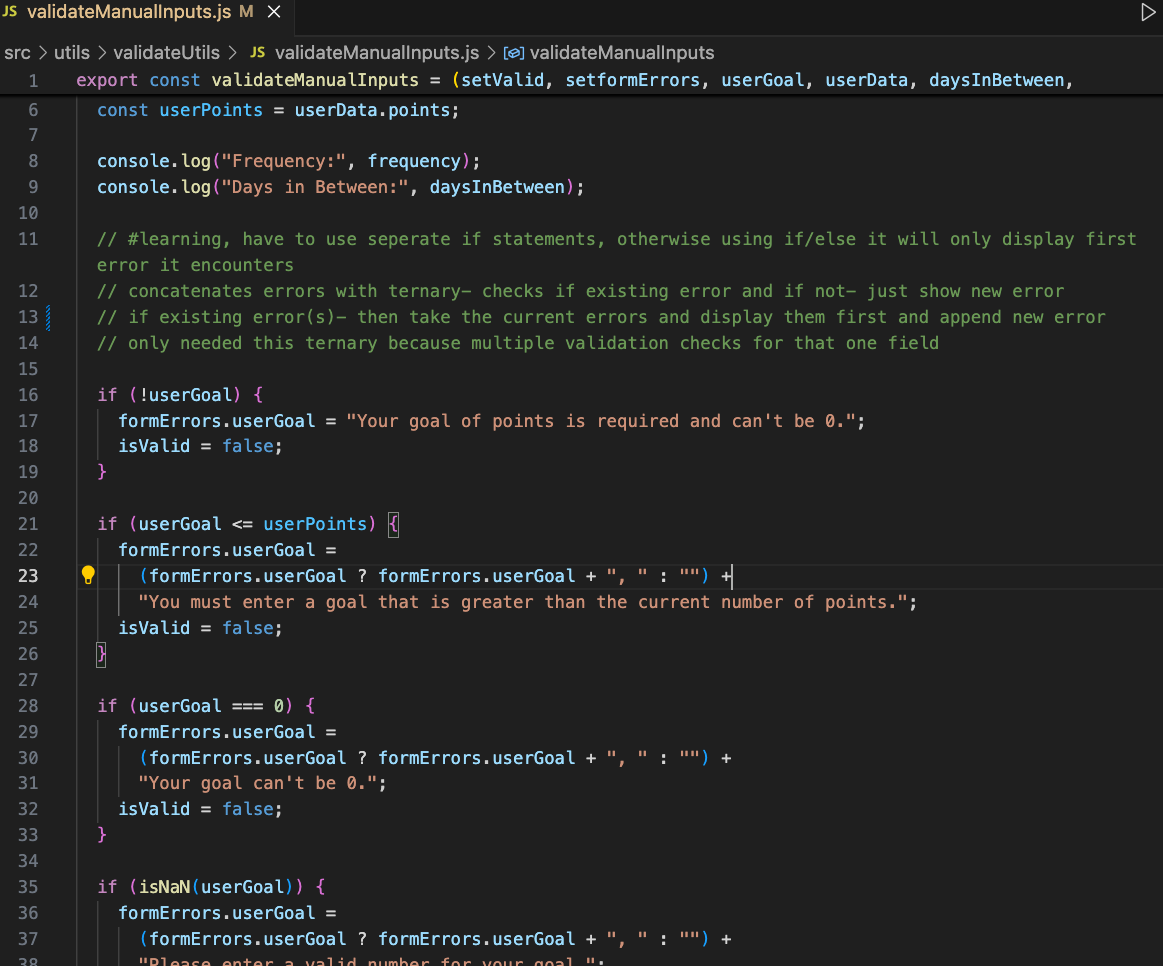 JS validateManualInputs.js M ×
src > utils > validateUtils > JS validateManualInputs.js > validateManualInputs
1 export const validateManualInputs = (setValid, setformErrors, userGoal, userData, daysInBetween,
6 const userPoints = userData.points;
7
8 console.log("Frequency:", frequency);
9 console.log("Days in Between:", daysInBetween);
10
11 // #learning, have to use seperate if statements, otherwise using if/else it will only display first
error it encounters
12 // concatenates errors with ternary- checks if existing error and if not- just show new error
13 // if existing error(s)- then take the current errors and display them first and append new error
14 // only needed this ternary because multiple validation checks for that one field
15
16 if (!userGoal) {
17 formErrors.userGoal = "Your goal of points is required and can't be 0.";
18 isValid = false;
19 }
20
21 if (userGoal <= userPoints) {
22 formErrors.userGoal =
23 (formErrors.userGoal ? formErrors.userGoal + ", " : "") +
24 "You must enter a goal that is greater than the current number of points.";
25 isValid = false;
26 }
27
28 if (userGoal === 0) {
29 formErrors.userGoal =
30 (formErrors.userGoal ? formErrors.userGoal + ", " : "") +
31 "Your goal can't be 0.";
32 isValid = false;
33 }
34
35 if (isNaN(userGoal)) {
36 formErrors.userGoal =
37 (formErrors.userGoal ? formErrors.userGoal + ", " : "") +
38 "Please enter a valid number for your goal.";